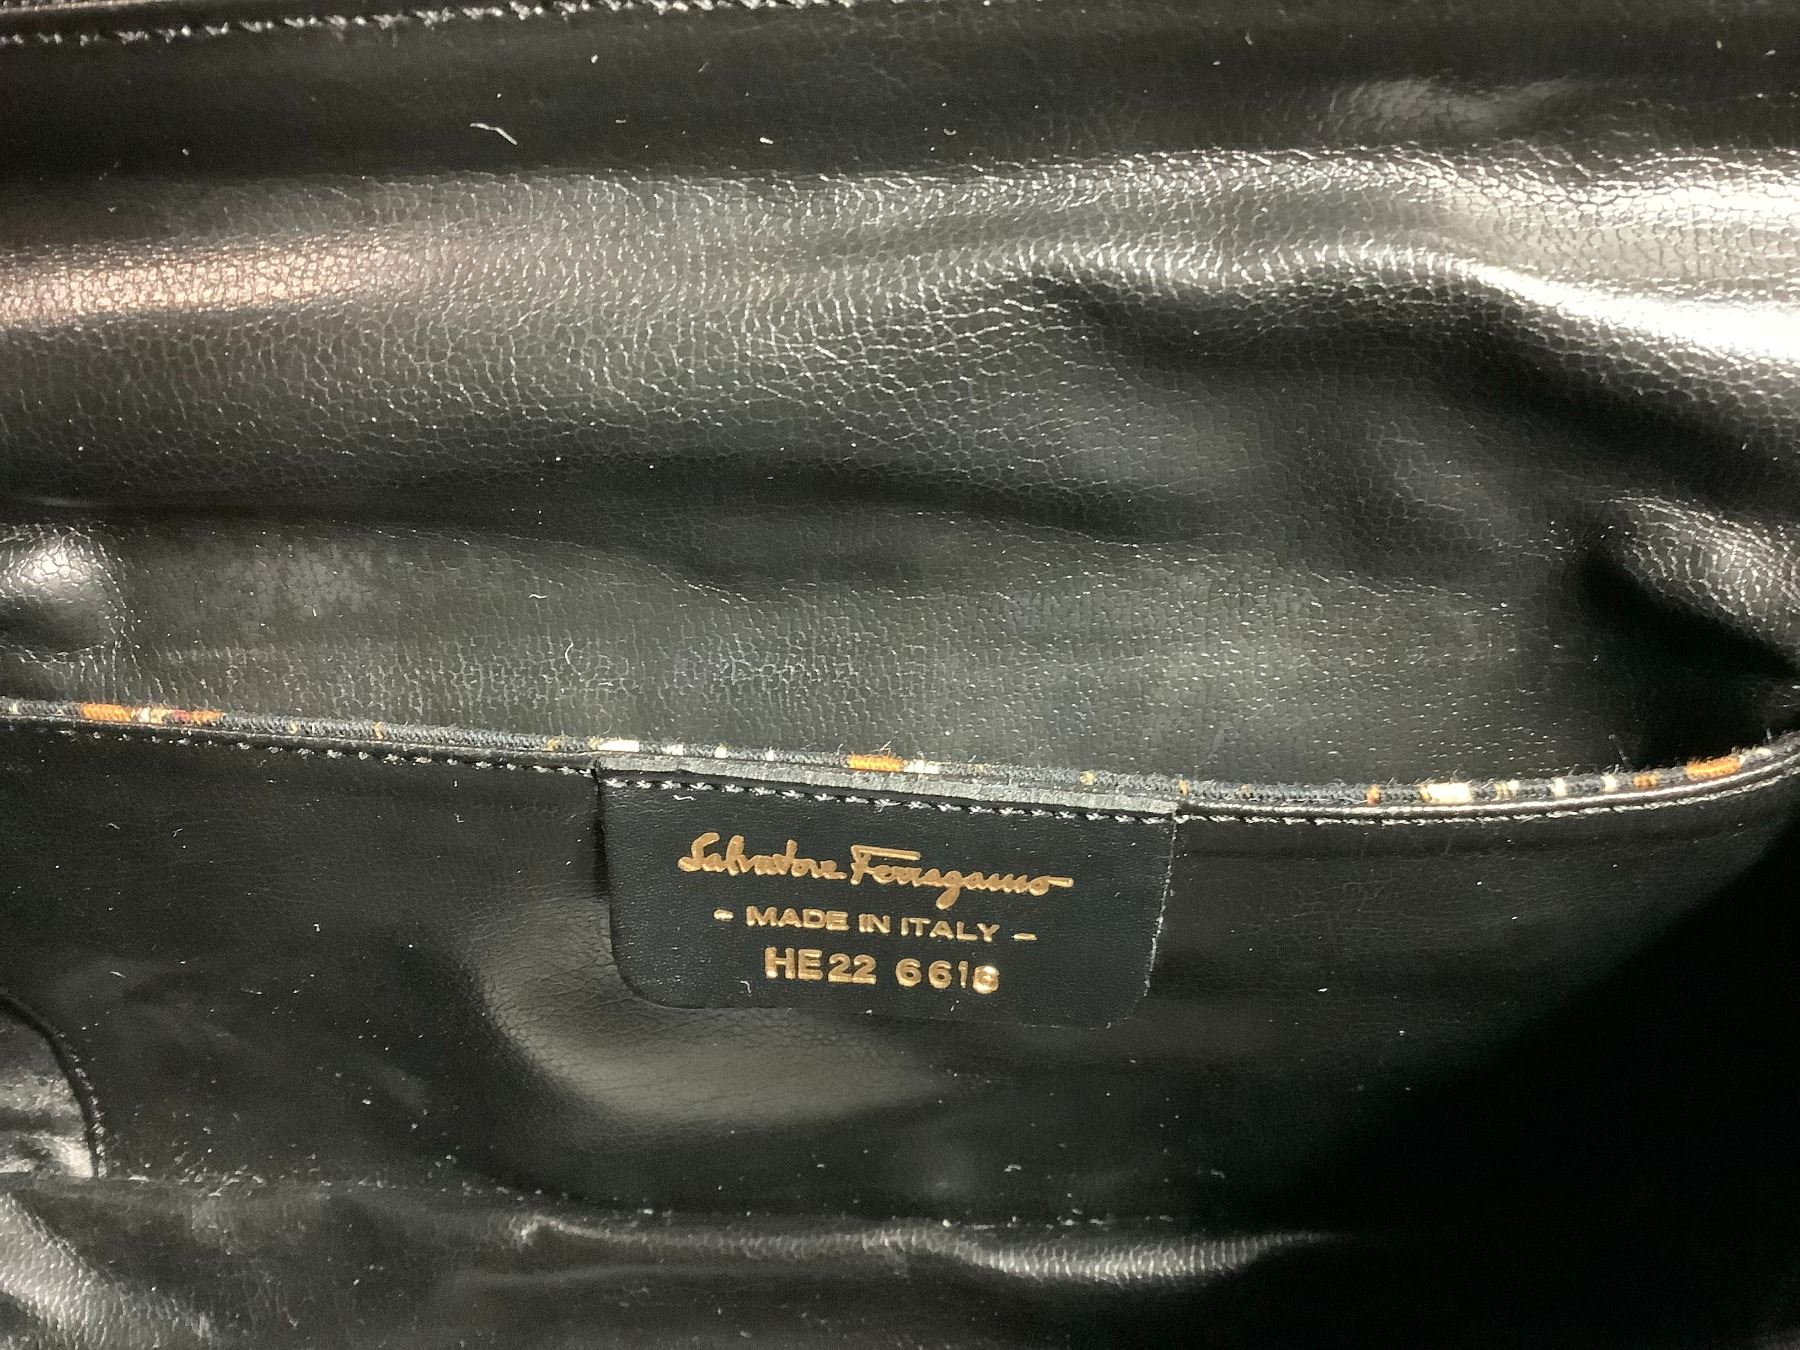 Salvatore Ferragamo
- MADE IN ITALY -
HE22 6618